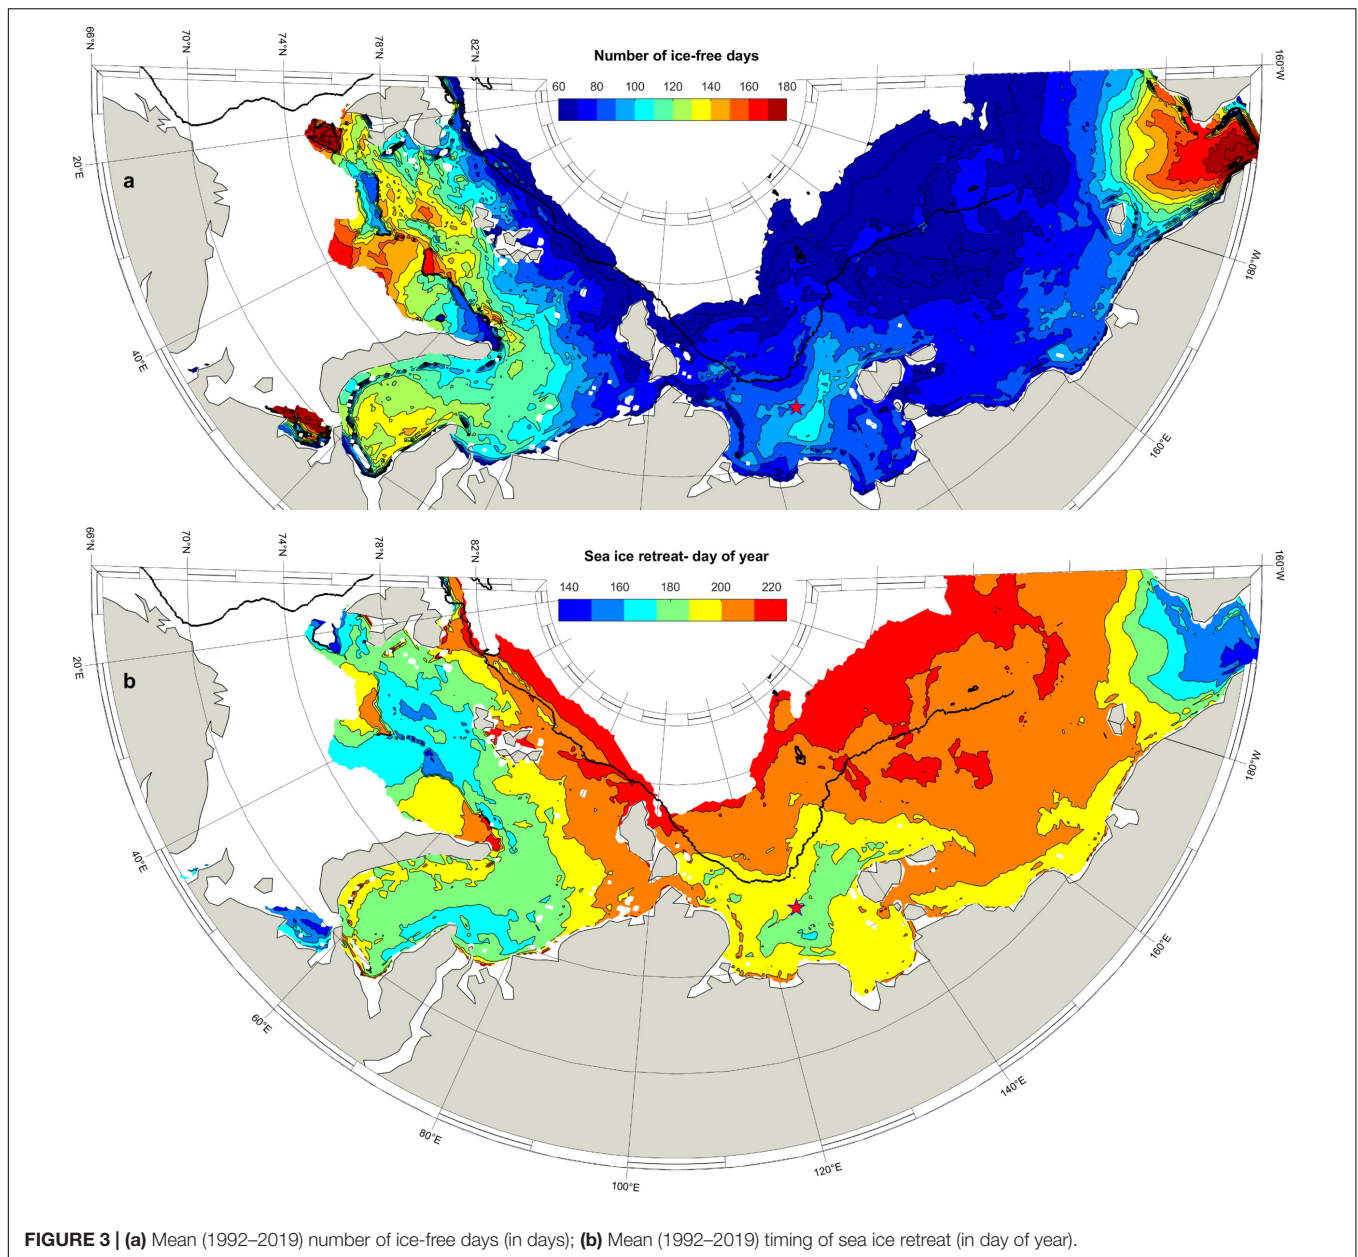 66°N
70°N
74°N
78°N
82°N
160°W
Number of ice-free days
60 80 100 120 140 160 180
20°E
a
180°W
40°E
160°E
66°N
70°N
74°N
78°N
82°N
160°W
Sea ice retreat- day of year
140 160 180 200 220
20°E
b
180°W
40°E
160°E
60°E
140°E
80°E
120°E
100°E
FIGURE 3 | (a) Mean (1992–2019) number of ice-free days (in days); (b) Mean (1992–2019) timing of sea ice retreat (in day of year).